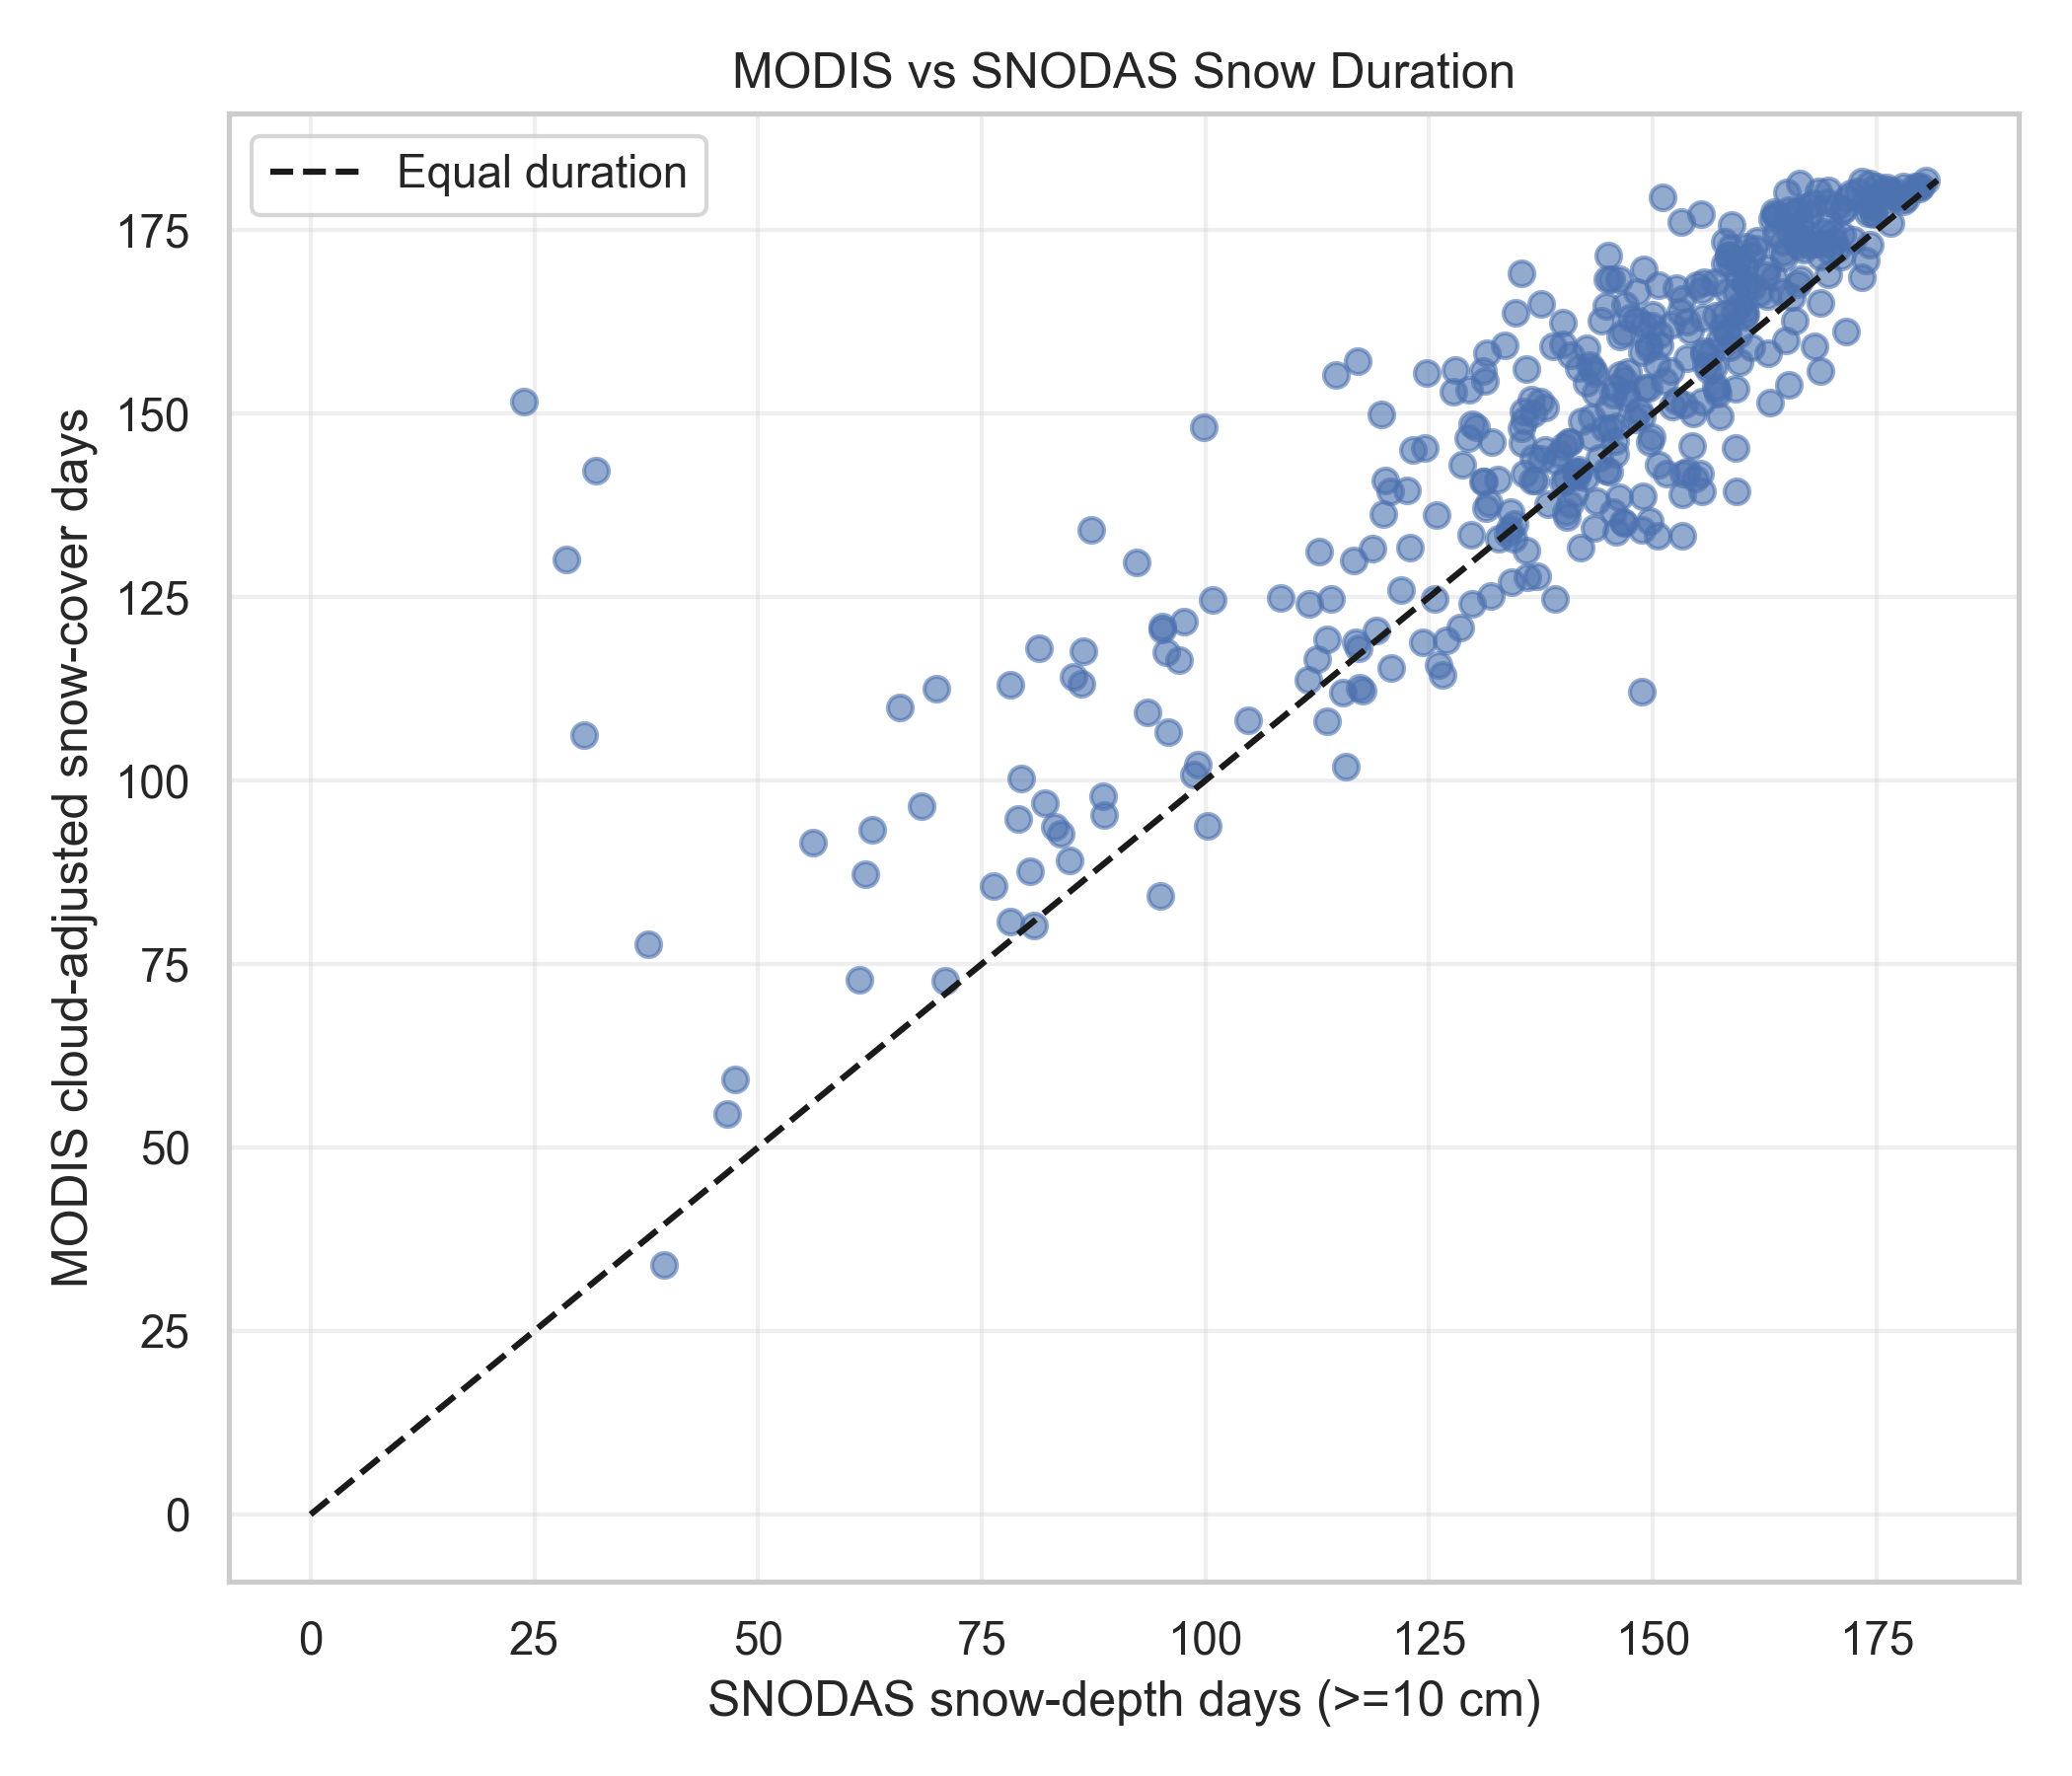 MODIS vs SNODAS Snow Duration
Equal duration
MODIS cloud-adjusted snow-cover days
175
150
125
100
75
50
25
0
0 25 50 75 100 125 150 175
SNODAS snow-depth days (>=10 cm)